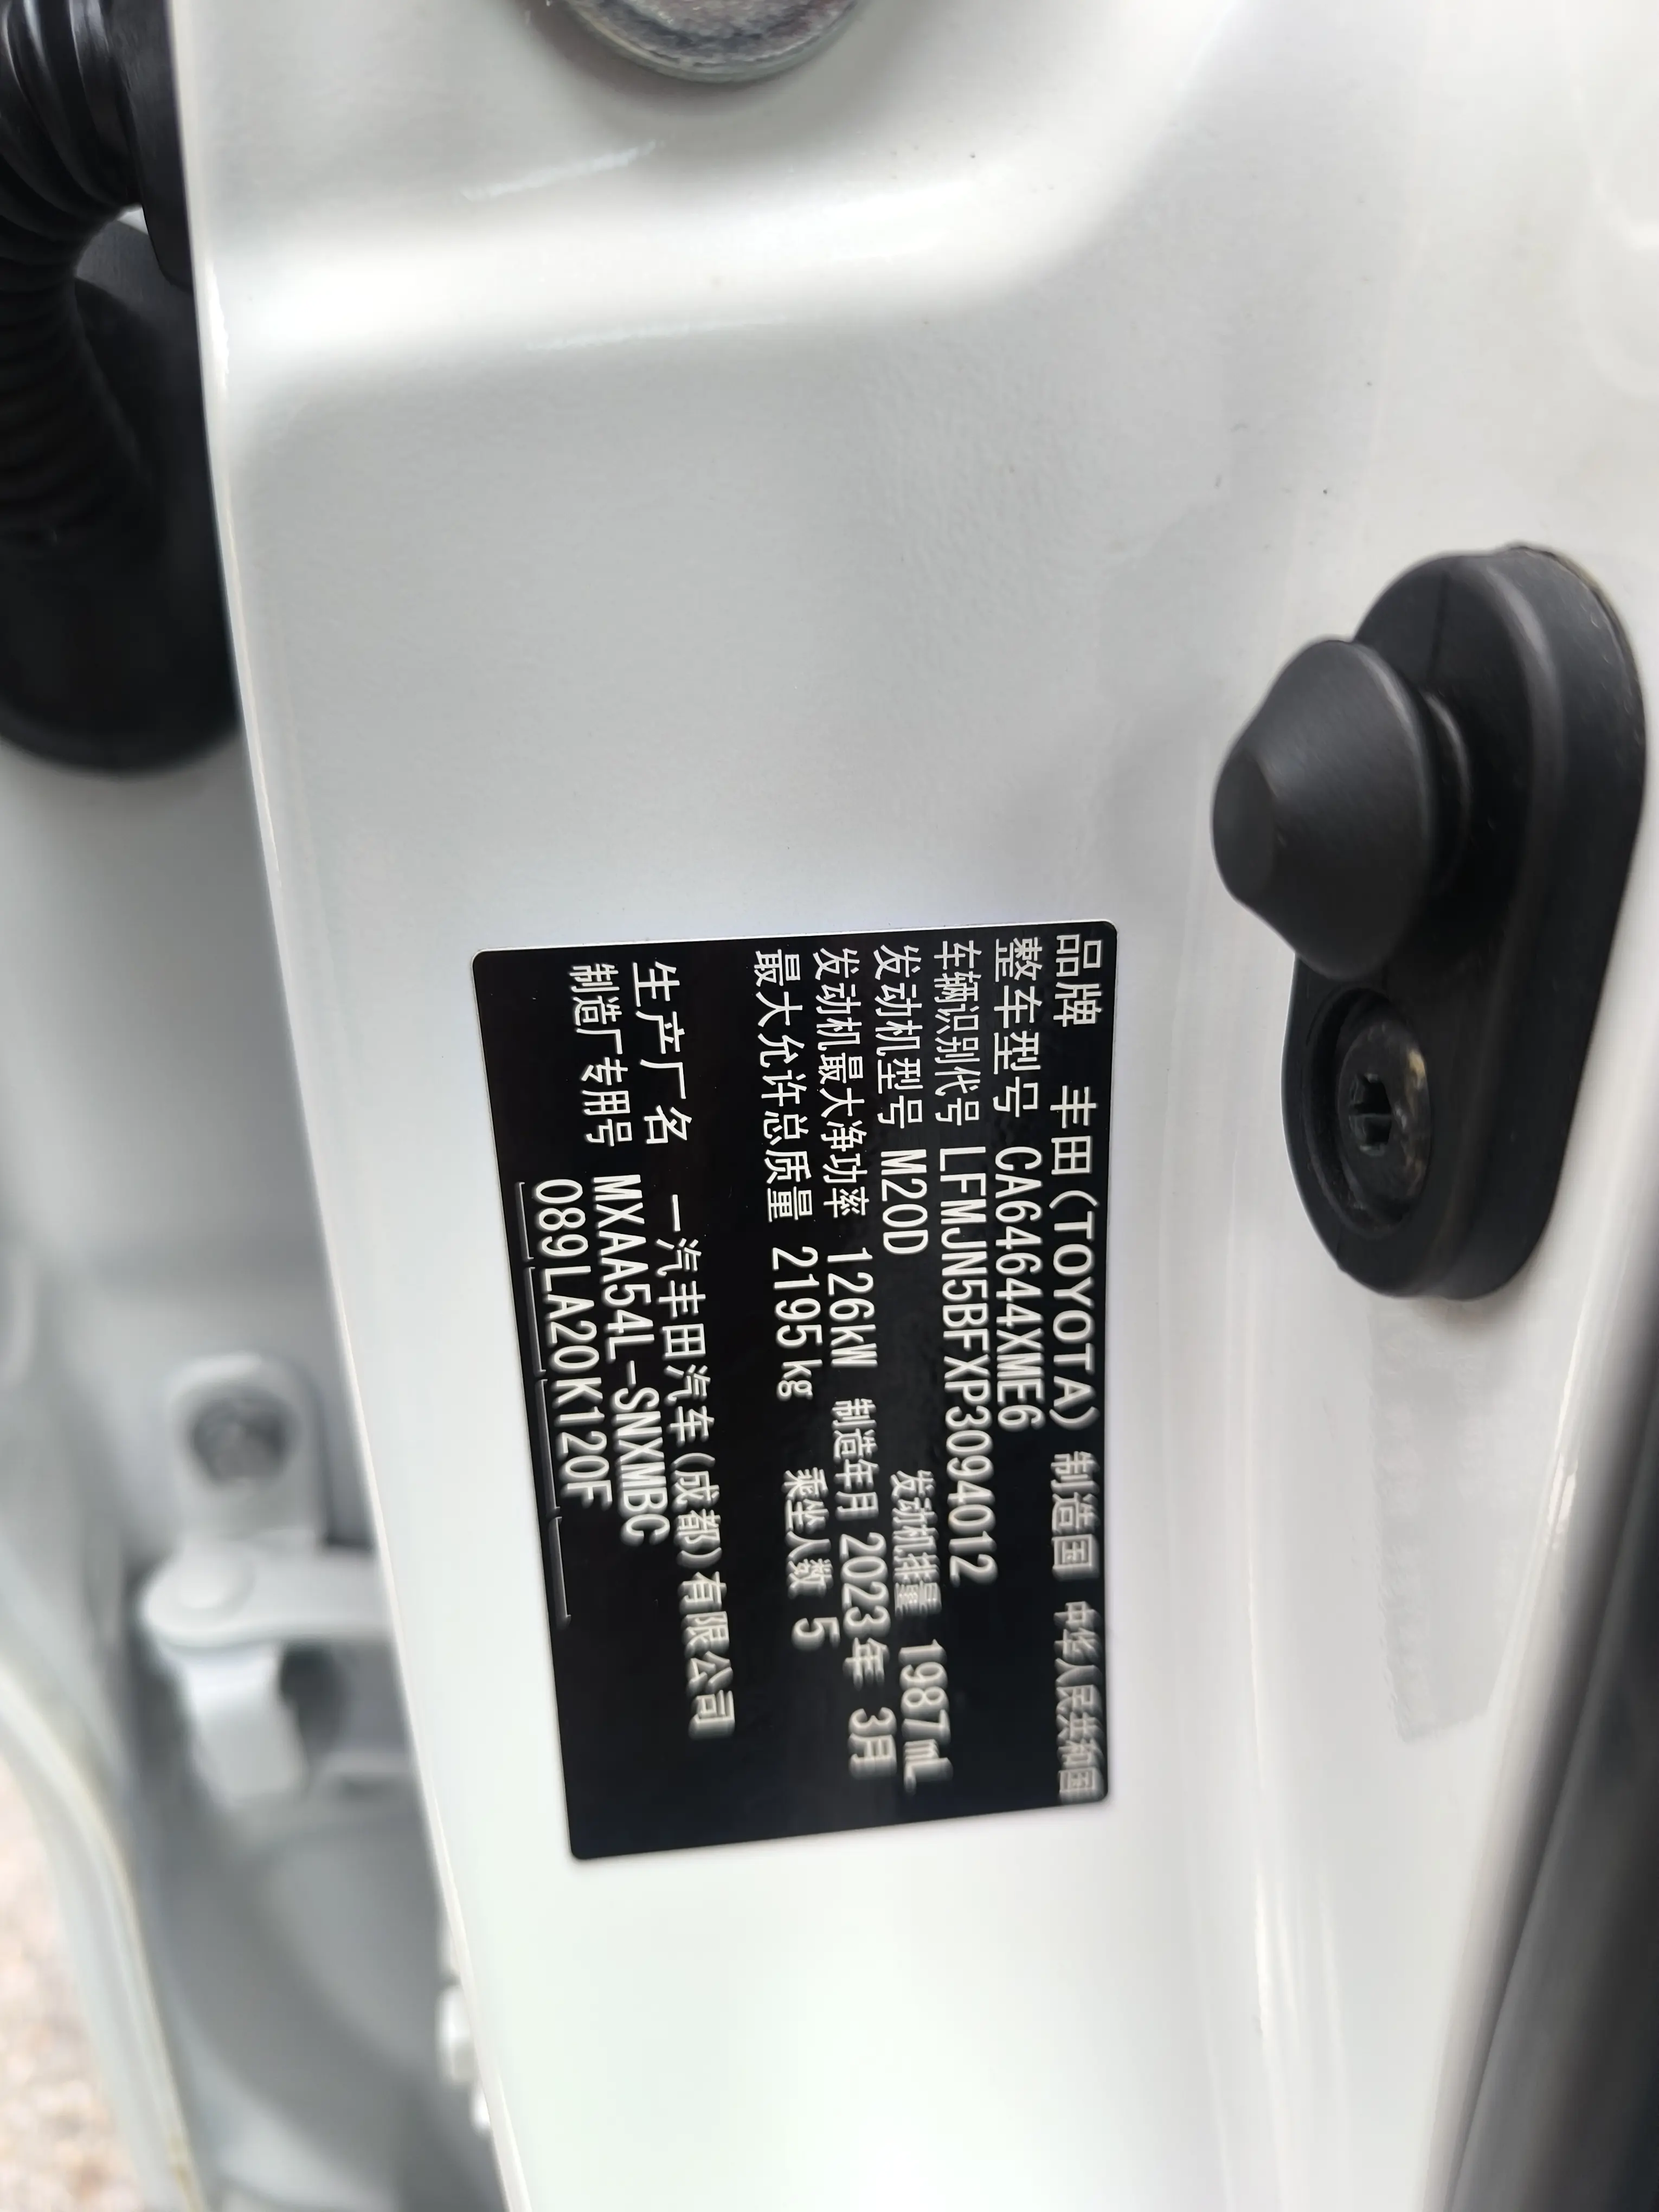 品牌 丰田(TOYOTA) 制造国 中华人民共和国
整车型号 CA64644XME6
车辆识别代号 LFMJN5BFXP3094012
发动机型号 M20D 发动机排量 1987mL
发动机最大净功率 126kW 制造年月 2023年 3月
最大允许总质量 2195kg 乘坐人数 5
生产厂名 一汽丰田汽车(成都)有限公司
制造厂专用号 MXAA54L-SNXMBC
089LA20K120F